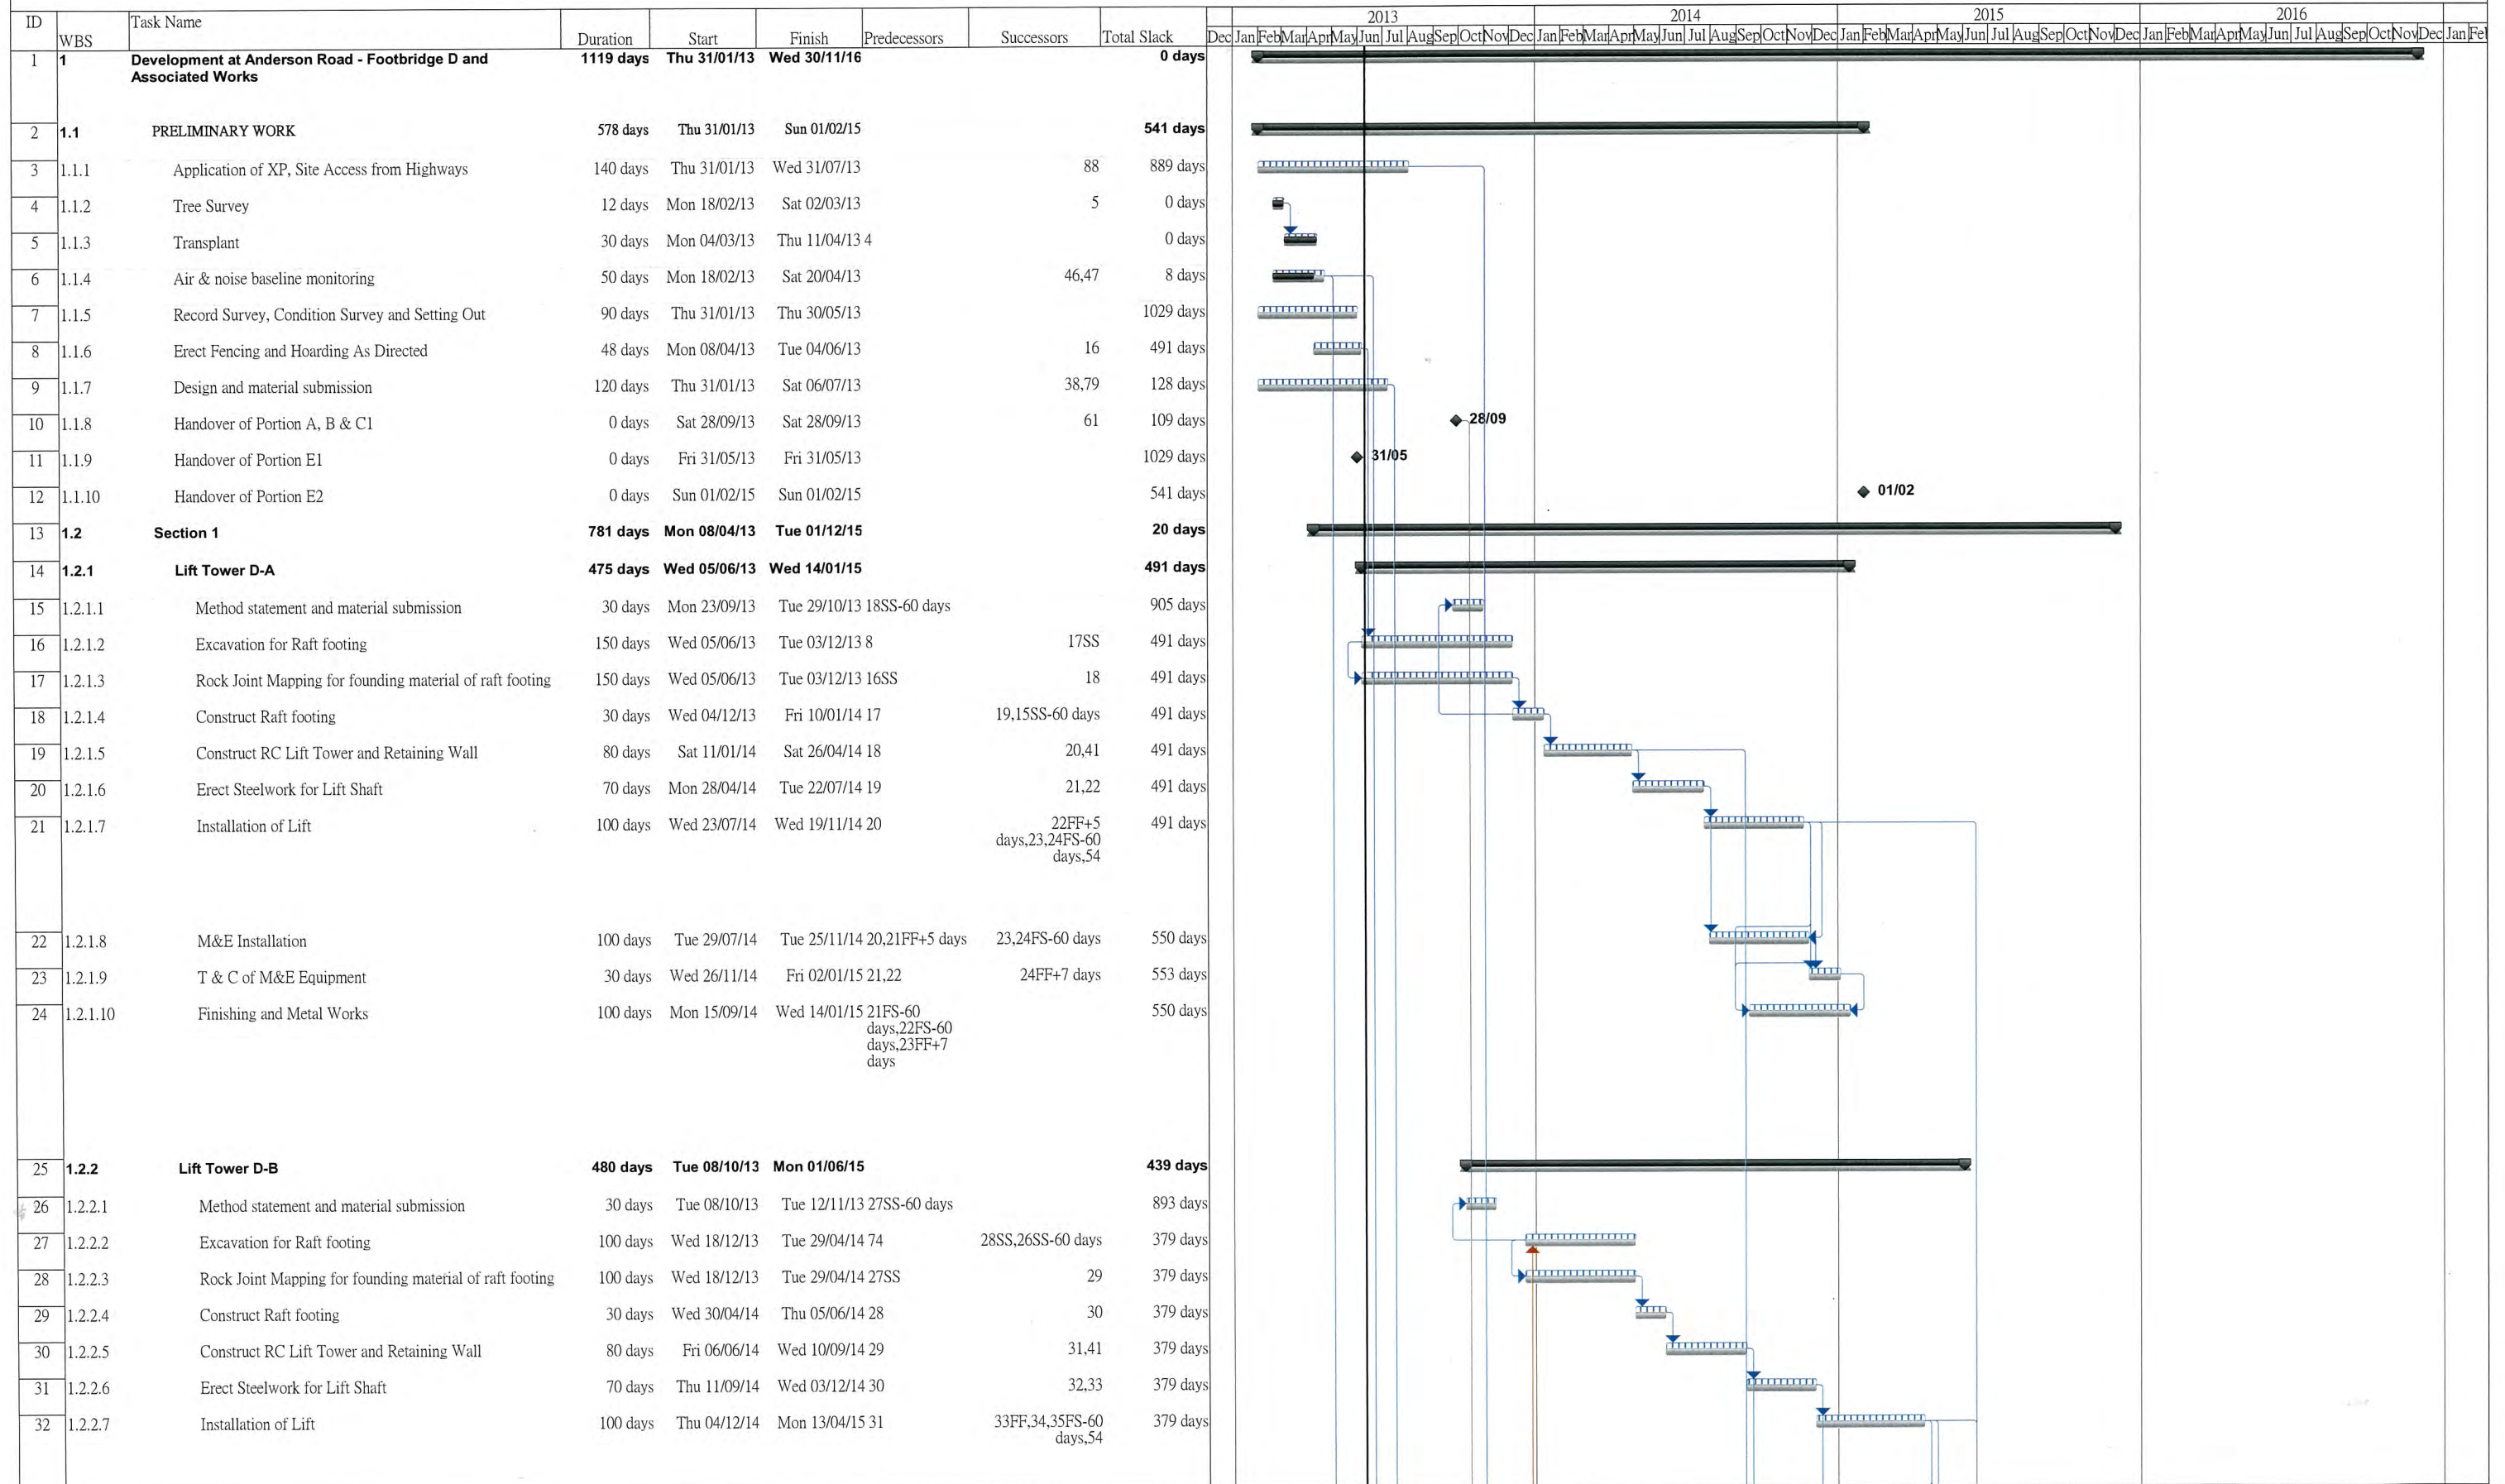 ID WBS Task Name Duration Start Finish Predecessors Successors Total Slack
2013 2014 2015 2016
Dec Jan Feb Mar Apr May Jun Jul Aug Sep Oct Nov Dec Jan Feb Mar Apr May Jun Jul Aug Sep Oct Nov Dec Jan Feb Mar Apr May Jun Jul Aug Sep Oct Nov Dec Jan Feb Mar Apr May Jun Jul Aug Sep Oct Nov Dec Jan Fel
1 1 Development at Anderson Road - Footbridge D and 1119 days Thu 31/01/13 Wed 30/11/16 0 days
Associated Works
2 1.1 PRELIMINARY WORK 578 days Thu 31/01/13 Sun 01/02/15 541 days
3 1.1.1 Application of XP, Site Access from Highways 140 days Thu 31/01/13 Wed 31/07/13 88 889 days
4 1.1.2 Tree Survey 12 days Mon 18/02/13 Sat 02/03/13 5 0 days
5 1.1.3 Transplant 30 days Mon 04/03/13 Thu 11/04/13 4 0 days
6 1.1.4 Air & noise baseline monitoring 50 days Mon 18/02/13 Sat 20/04/13 46,47 8 days
7 1.1.5 Record Survey, Condition Survey and Setting Out 90 days Thu 31/01/13 Thu 30/05/13 1029 days
8 1.1.6 Erect Fencing and Hoarding As Directed 48 days Mon 08/04/13 Tue 04/06/13 16 491 days
9 1.1.7 Design and material submission 120 days Thu 31/01/13 Sat 06/07/13 38,79 128 days
10 1.1.8 Handover of Portion A, B & C1 0 days Sat 28/09/13 Sat 28/09/13 61 109 days 28/09
11 1.1.9 Handover of Portion E1 0 days Fri 31/05/13 Fri 31/05/13 1029 days 31/05
12 1.1.10 Handover of Portion E2 0 days Sun 01/02/15 Sun 01/02/15 541 days 01/02
13 1.2 Section 1 781 days Mon 08/04/13 Tue 01/12/15 20 days
14 1.2.1 Lift Tower D-A 475 days Wed 05/06/13 Wed 14/01/15 491 days
15 1.2.1.1 Method statement and material submission 30 days Mon 23/09/13 Tue 29/10/13 18SS-60 days 905 days
16 1.2.1.2 Excavation for Raft footing 150 days Wed 05/06/13 Tue 03/12/13 8 17SS 491 days
17 1.2.1.3 Rock Joint Mapping for founding material of raft footing 150 days Wed 05/06/13 Tue 03/12/13 16SS 18 491 days
18 1.2.1.4 Construct Raft footing 30 days Wed 04/12/13 Fri 10/01/14 17 19,15SS-60 days 491 days
19 1.2.1.5 Construct RC Lift Tower and Retaining Wall 80 days Sat 11/01/14 Sat 26/04/14 18 20,41 491 days
20 1.2.1.6 Erect Steelwork for Lift Shaft 70 days Mon 28/04/14 Tue 22/07/14 19 21,22 491 days
21 1.2.1.7 Installation of Lift 100 days Wed 23/07/14 Wed 19/11/14 20 22FF+5 491 days
days,23,24FS-60
days,54
22 1.2.1.8 M&E Installation 100 days Tue 29/07/14 Tue 25/11/14 20,21FF+5 days 23,24FS-60 days 550 days
23 1.2.1.9 T & C of M&E Equipment 30 days Wed 26/11/14 Fri 02/01/15 21,22 24FF+7 days 553 days
24 1.2.1.10 Finishing and Metal Works 100 days Mon 15/09/14 Wed 14/01/15 21FS-60 550 days
days,22FS-60
days,23FF+7
days
25 1.2.2 Lift Tower D-B 480 days Tue 08/10/13 Mon 01/06/15 439 days
26 1.2.2.1 Method statement and material submission 30 days Tue 08/10/13 Tue 12/11/13 27SS-60 days 893 days
27 1.2.2.2 Excavation for Raft footing 100 days Wed 18/12/13 Tue 29/04/14 74 28SS,26SS-60 days 379 days
28 1.2.2.3 Rock Joint Mapping for founding material of raft footing 100 days Wed 18/12/13 Tue 29/04/14 27SS 29 379 days
29 1.2.2.4 Construct Raft footing 30 days Wed 30/04/14 Thu 05/06/14 28 30 379 days
30 1.2.2.5 Construct RC Lift Tower and Retaining Wall 80 days Fri 06/06/14 Wed 10/09/14 29 31,41 379 days
31 1.2.2.6 Erect Steelwork for Lift Shaft 70 days Thu 11/09/14 Wed 03/12/14 30 32,33 379 days
32 1.2.2.7 Installation of Lift 100 days Thu 04/12/14 Mon 13/04/15 31 33FF,34,35FS-60 379 days
days,54